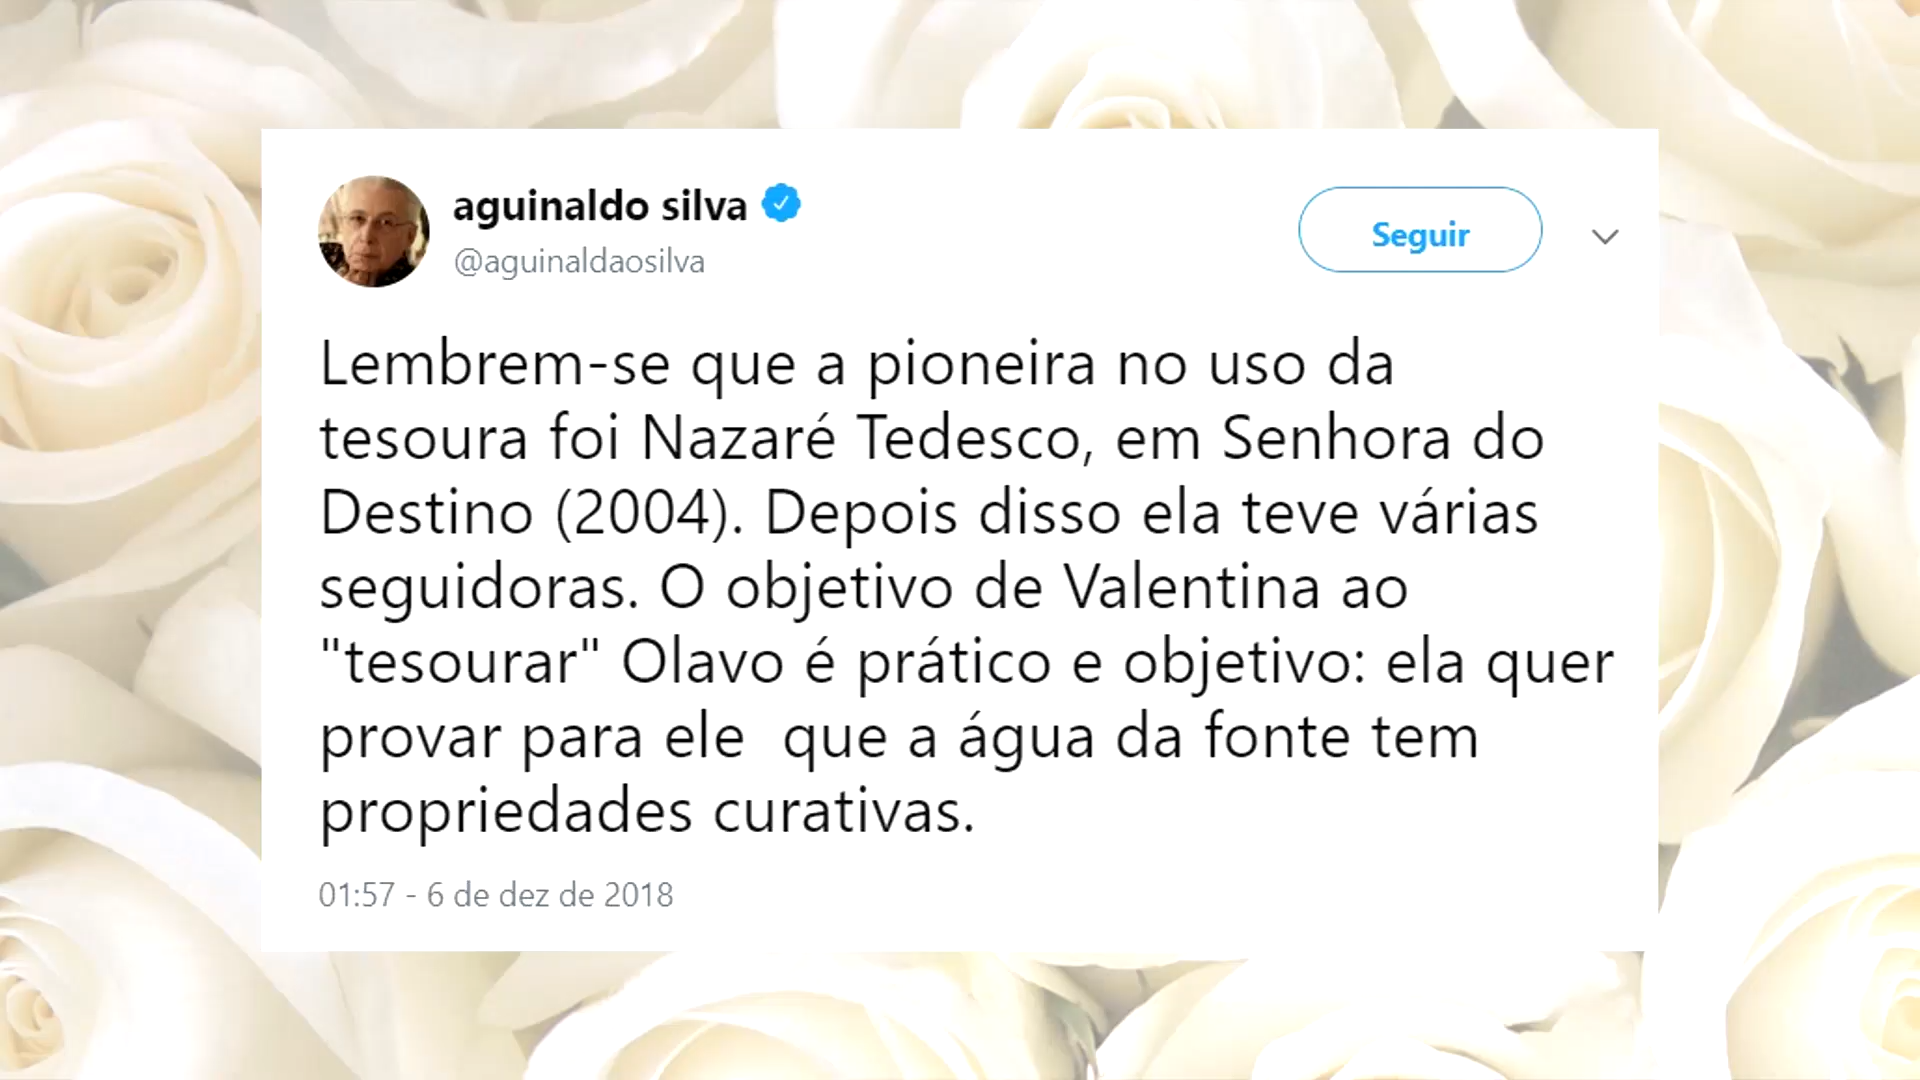 aguinaldo silva
@aguinaldaosilva
Seguir
Lembrem-se que a pioneira no uso da
tesoura foi Nazaré Tedesco, em Senhora do
Destino (2004). Depois disso ela teve várias
seguidoras. O objetivo de Valentina ao
"tesourar" Olavo é prático e objetivo: ela quer
provar para ele  que a água da fonte tem
propriedades curativas.
01:57 - 6 de dez de 2018